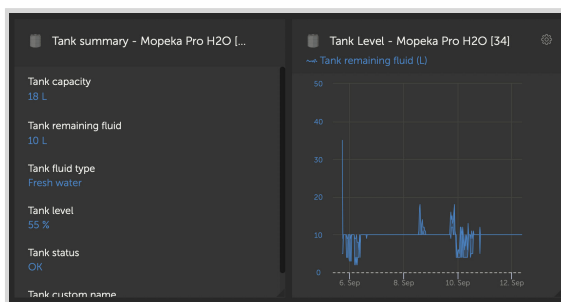 Tank summary - Mopeka Pro H2O [...
Tank capacity
18 L
Tank remaining fluid
10 L
Tank fluid type
Fresh water
Tank level
55 %
Tank status
OK
Tank custom name
Tank Level - Mopeka Pro H2O [34]
Tank remaining fluid (L)
50
40
30
20
10
0
6. Sep
8. Sep
10. Sep
12. Sep